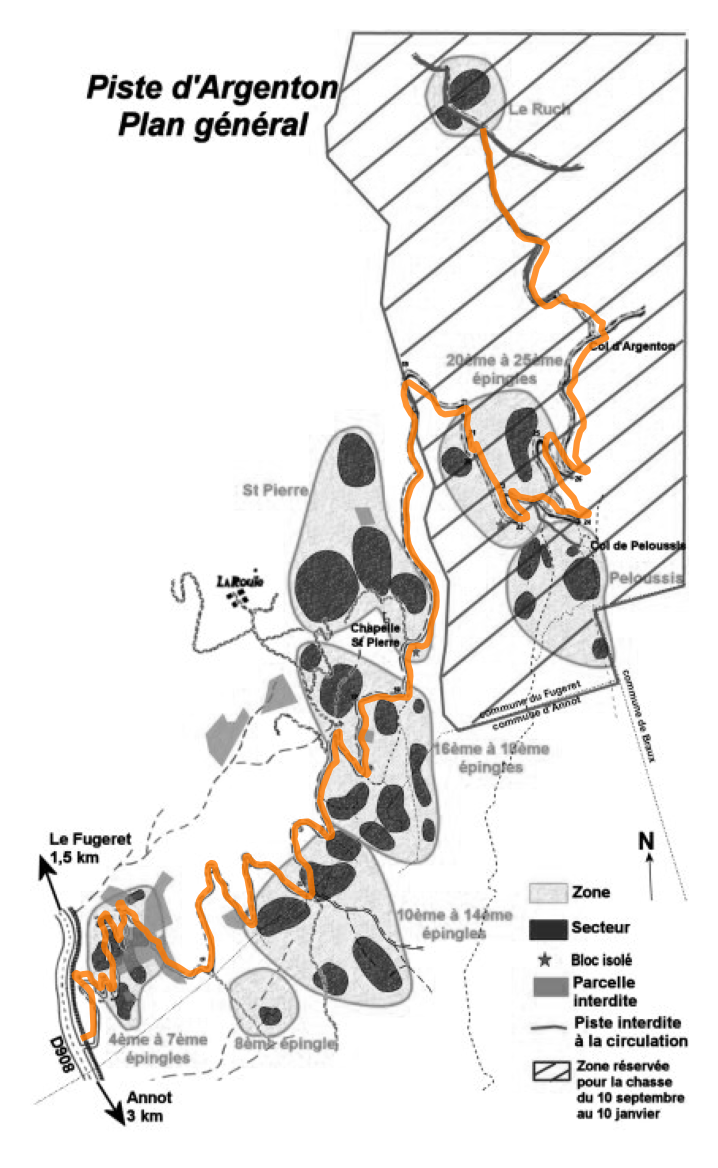 Piste d'Argenton
Plan général
Le Ruch
Col d'Argenton
20ème à 25ème
épingles
St Pierre
Col de Peloussis
Peloussis
Chapelle
St Pierre
commune du Fugeret
commune d'Annot
commune de Braux
16ème à 19ème
épingles
Le Fugeret
1,5 km
N
10ème à 14ème
épingles
Zone
Secteur
Bloc isolé
Parcelle
interdite
Piste interdite
à la circulation
Zone réservée
pour la chasse
du 10 septembre
au 10 janvier
4ème à 7ème
épingles
8ème épingle
D908
Annot
3 km